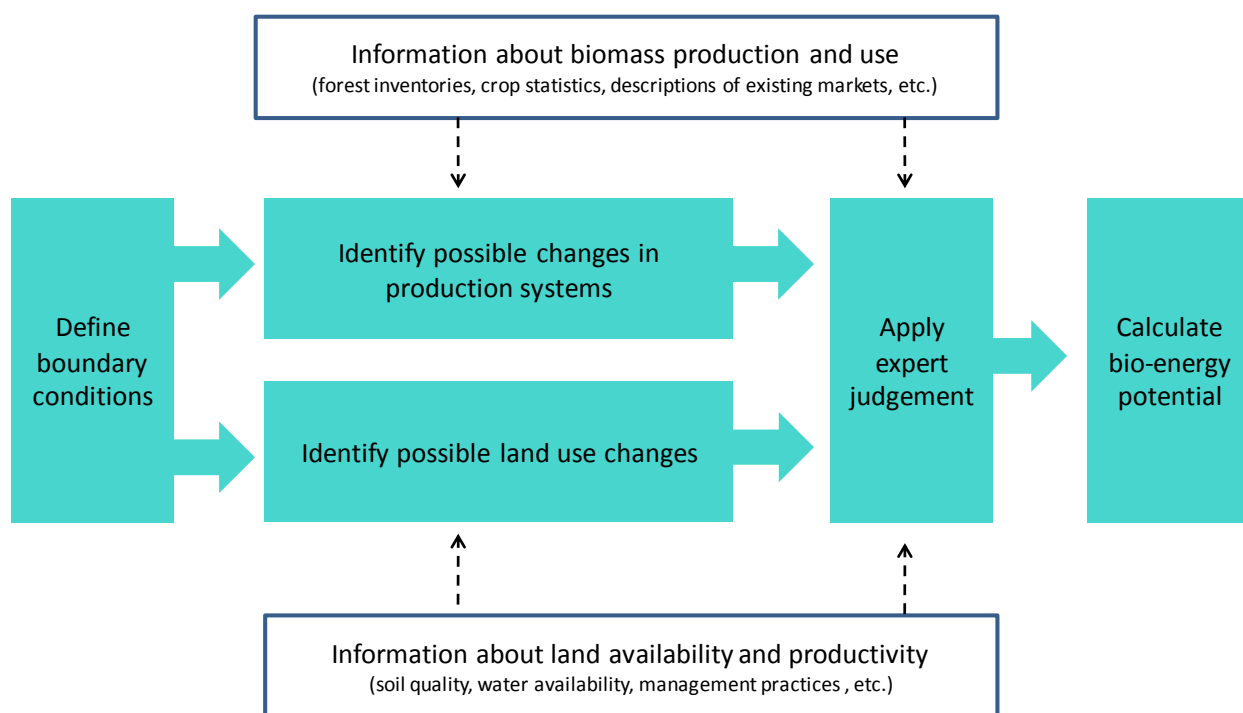 Information about biomass production and use
(forest inventories, crop statistics, descriptions of existing markets, etc.)
Define
boundary
conditions
Identify possible changes in
production systems
Identify possible land use changes
Apply
expert
judgement
Calculate
bio-energy
potential
Information about land availability and productivity
(soil quality, water availability, management practices , etc.)